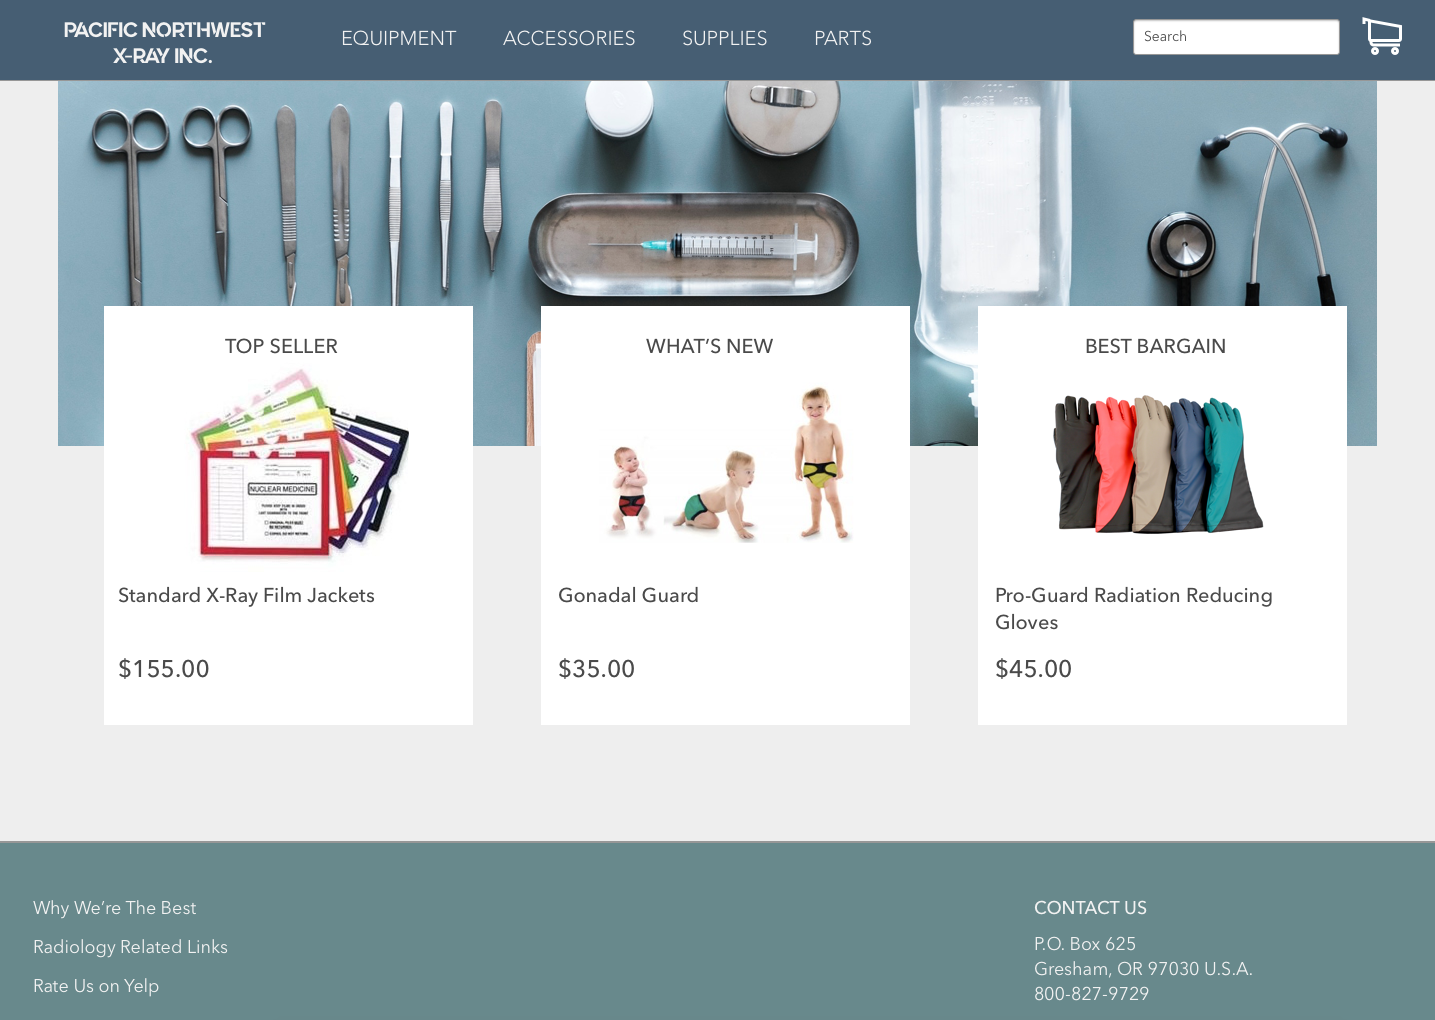 PACIFIC NORTHWEST
X-RAY INC.
EQUIPMENT
ACCESSORIES
SUPPLIES
PARTS
Search
CLOSE OPEN
TOP SELLER
WHAT'S NEW
BEST BARGAIN
NUCLEAR MEDICINE
Standard X-Ray Film Jackets
$155.00
Gonadal Guard
$35.00
Pro-Guard Radiation Reducing
Gloves
$45.00
Why We're The Best
Radiology Related Links
Rate Us on Yelp
CONTACT US
P.O. Box 625
Gresham, OR 97030 U.S.A.
800-827-9729